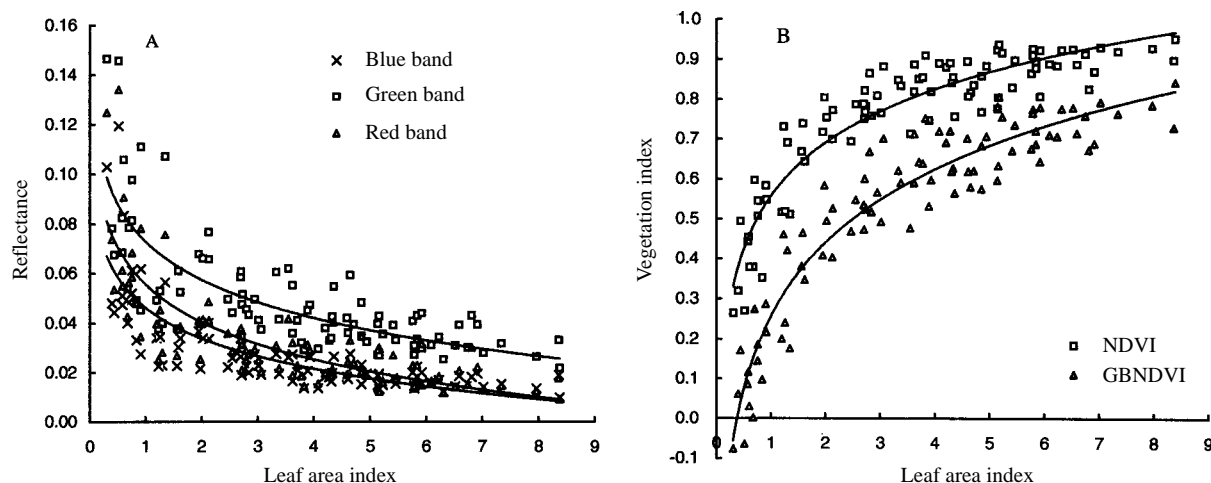 A
0.16
0.14
0.12
0.10
0.08
0.06
0.04
0.02
0.00
Reflectance
× Blue band
Green band
Red band
0 1 2 3 4 5 6 7 8 9
Leaf area index
B
1.0
0.9
0.8
0.7
0.6
0.5
0.4
0.3
0.2
0.1
0.0
-0.1
Vegetation index
NDVI
GBNDVI
0 1 2 3 4 5 6 7 8 9
Leaf area index